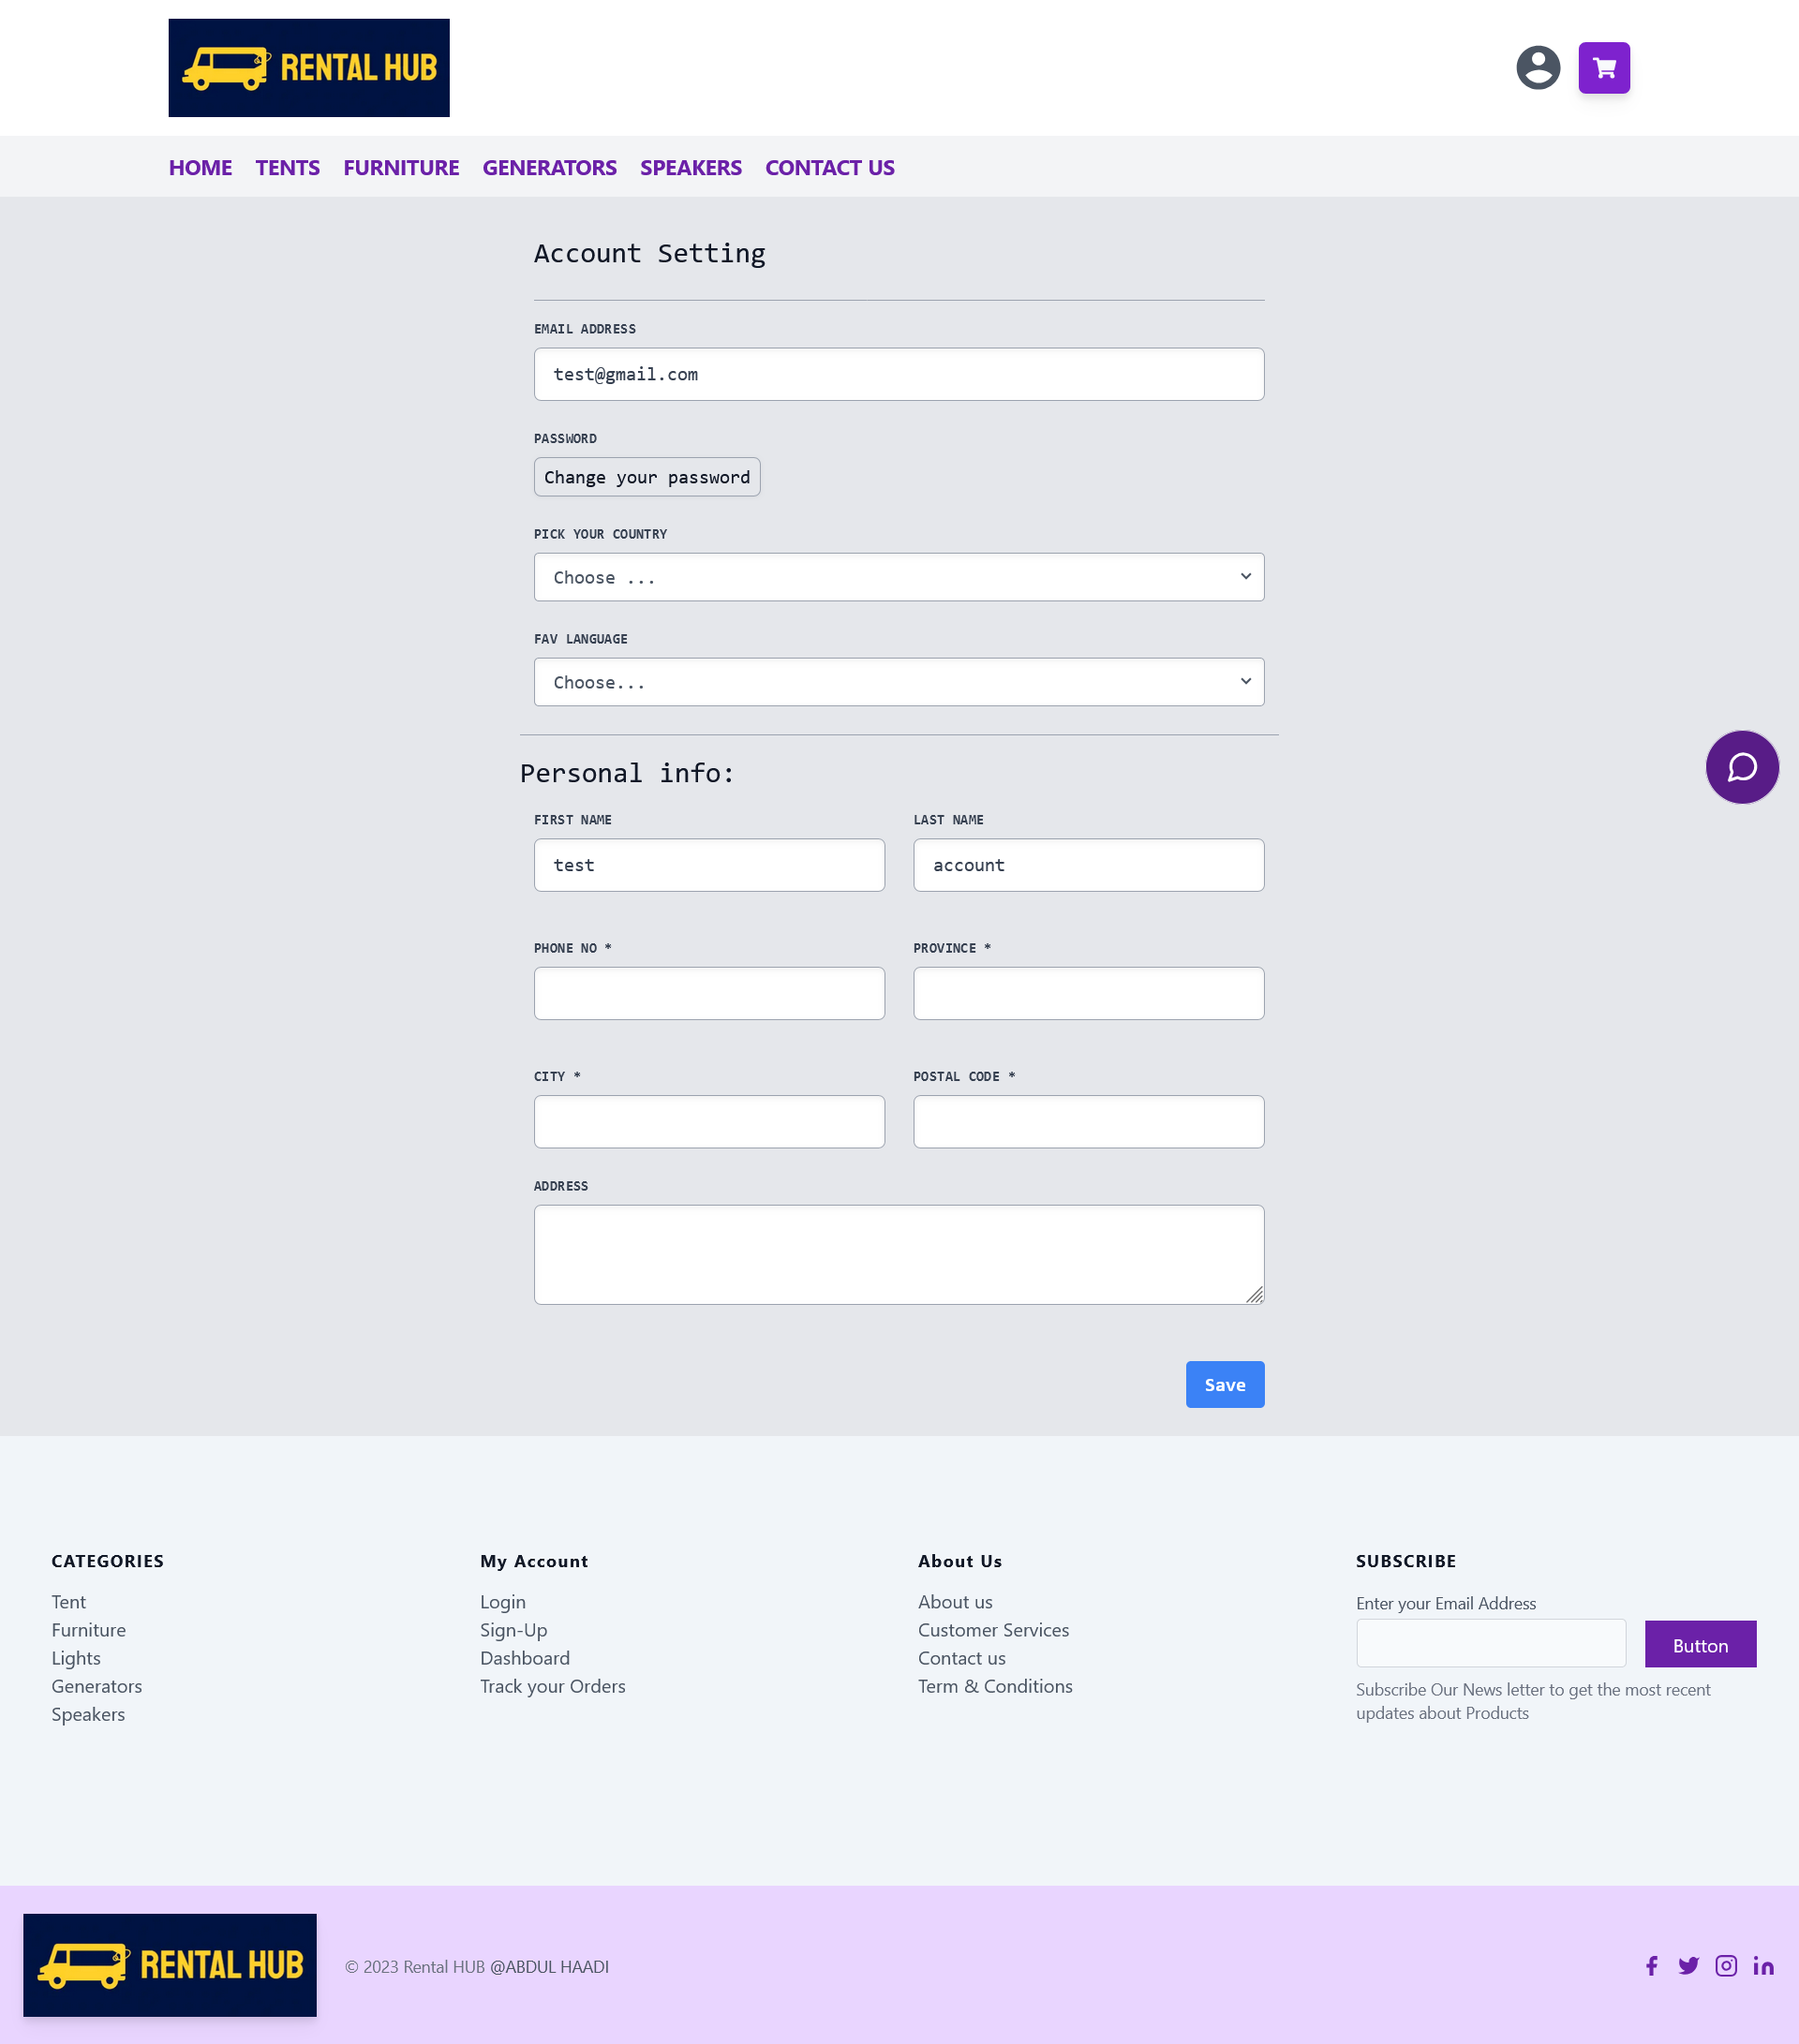 RENTAL HUB
HOME TENTS FURNITURE GENERATORS SPEAKERS CONTACT US
Account Setting
EMAIL ADDRESS
test@gmail.com
PASSWORD
Change your password
PICK YOUR COUNTRY
Choose ...
FAV LANGUAGE
Choose...
Personal info:
FIRST NAME
LAST NAME
test
account
PHONE NO *
PROVINCE *
CITY *
POSTAL CODE *
ADDRESS
Save
CATEGORIES
Tent
Furniture
Lights
Generators
Speakers
My Account
Login
Sign-Up
Dashboard
Track your Orders
About Us
About us
Customer Services
Contact us
Term & Conditions
SUBSCRIBE
Enter your Email Address
Button
Subscribe Our News letter to get the most recent
updates about Products
RENTAL HUB
© 2023 Rental HUB @ABDUL HAADI